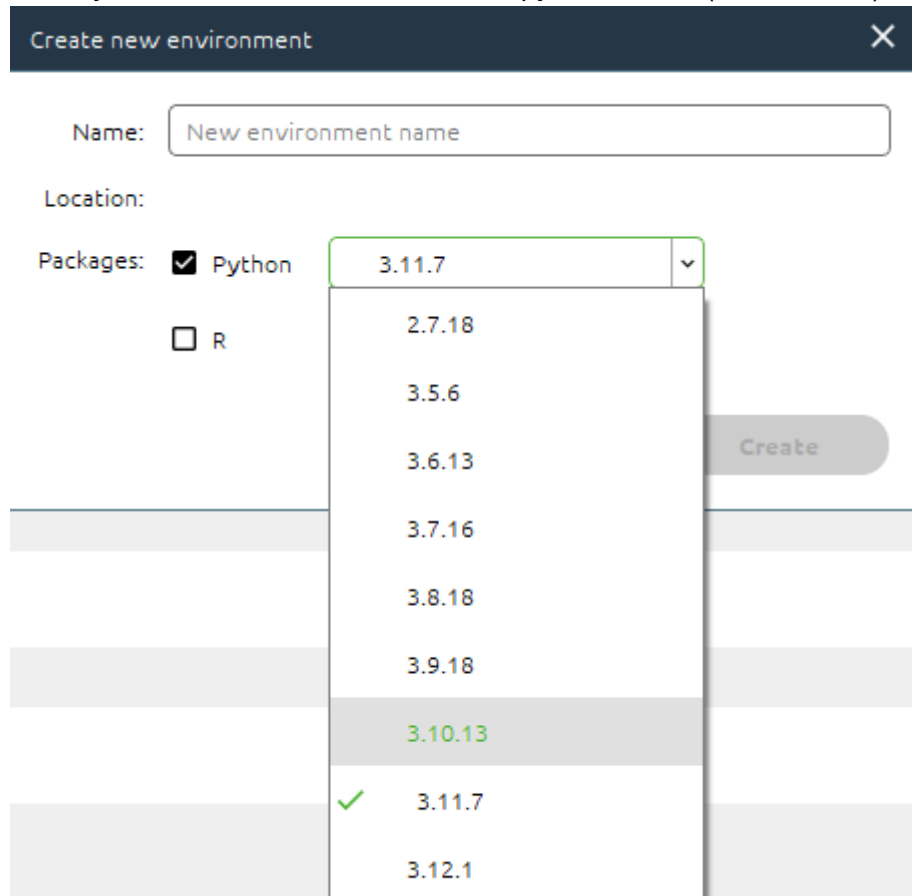 Create new environment
Name: New environment name
Location:
Packages: Python 3.11.7
2.7.18
R
3.5.6
3.6.13
Create
3.7.16
3.8.18
3.9.18
3.10.13
3.11.7
3.12.1